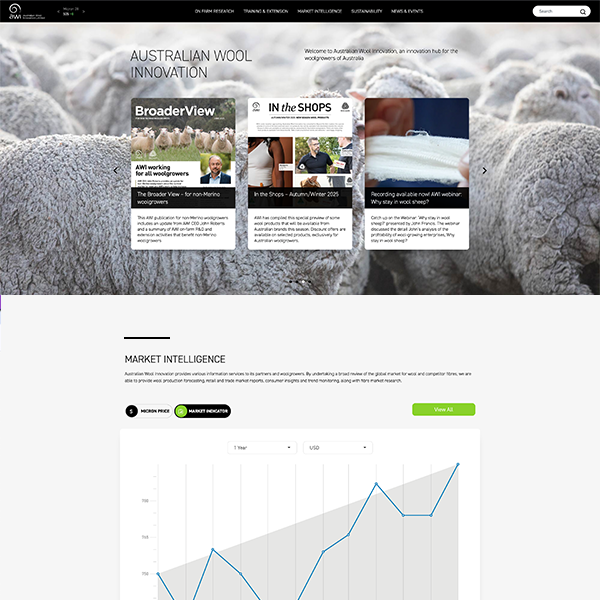 AWI
ON FARM RESEARCH
TRAINING & EXTENSION
MARKET INTELLIGENCE
SUSTAINABILITY
NEWS & EVENTS
Search
AUSTRALIAN WOOL
INNOVATION
Welcome to Australian Wool Innovation, an innovation hub for the
woolgrowers of Australia
BroaderView
AWI working
for all woolgrowers
The Broader View - for non-Merino
woolgrowers
This AWI publication for non-Merino woolgrowers
includes an update from AWI CEO John Roberts
and a summary of AWI on-farm R&D and
extension activities that benefit non-Merino
woolgrowers.
IN the SHOPS
In the Shops - Autumn/Winter 2025
AWI has compiled this special preview of some
wool products that will be available from
Australian brands this season. Discount offers are
available on selected products, exclusively for
Australian woolgrowers.
Recording available now! AWI webinar:
Why stay in wool sheep?
Catch up on the Webinar: 'Why stay in wool
sheep?' presented by John Francis. The webinar
discusses the detail John's analysis of the
profitability of wool growing enterprises, Why
stay in wool sheep?
MARKET INTELLIGENCE
Australian Wool Innovation provides various information services to its partners and woolgrowers. By undertaking a broad review of the global market for wool and competitor fibres, we are
able to provide wool production forecasting, retail and trade market reports, consumer insights and trend monitoring, along with fibre market research.
$ MICRON PRICE
MARKET INDICATOR
View All
1 Year
USD